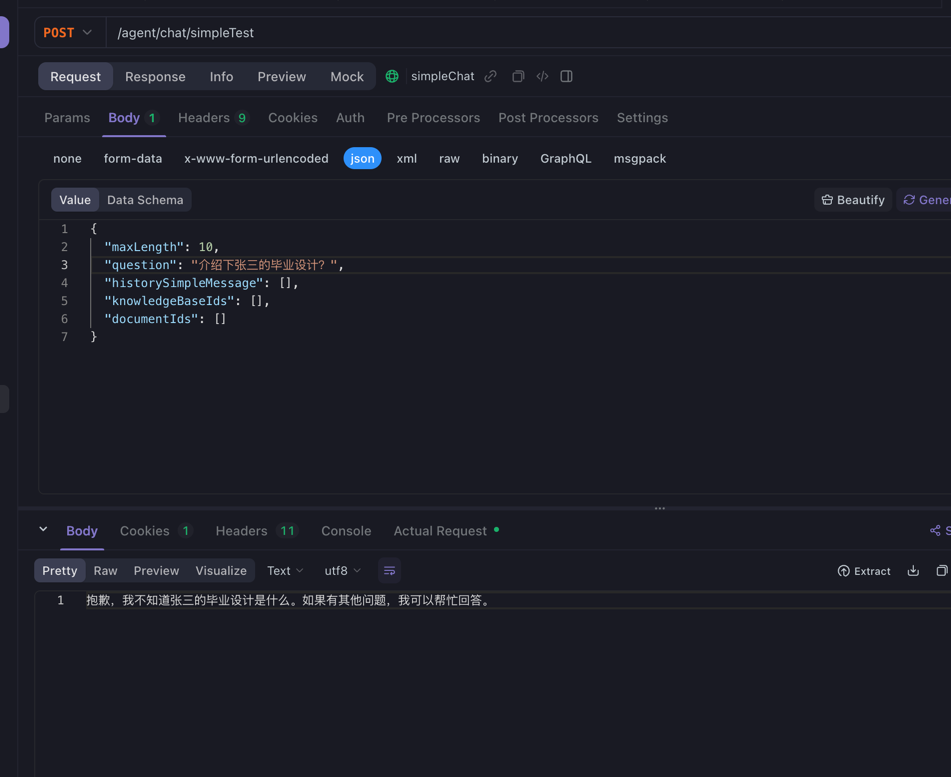 POST /agent/chat/simpleTest
Request Response Info Preview Mock simpleChat
Params Body 1 Headers 9 Cookies Auth Pre Processors Post Processors Settings
none form-data x-www-form-urlencoded json xml raw binary GraphQL msgpack
Value Data Schema Beautify
1 {
2 "maxLength": 10,
3 "question": "介绍下张三的毕业设计？",
4 "historySimpleMessage": [],
5 "knowledgeBaseIds": [],
6 "documentIds": []
7 }
Body Cookies 1 Headers 11 Console Actual Request
Pretty Raw Preview Visualize Text utf8 Extract
1 抱歉，我不知道张三的毕业设计是什么。如果有其他问题，我可以帮忙回答。